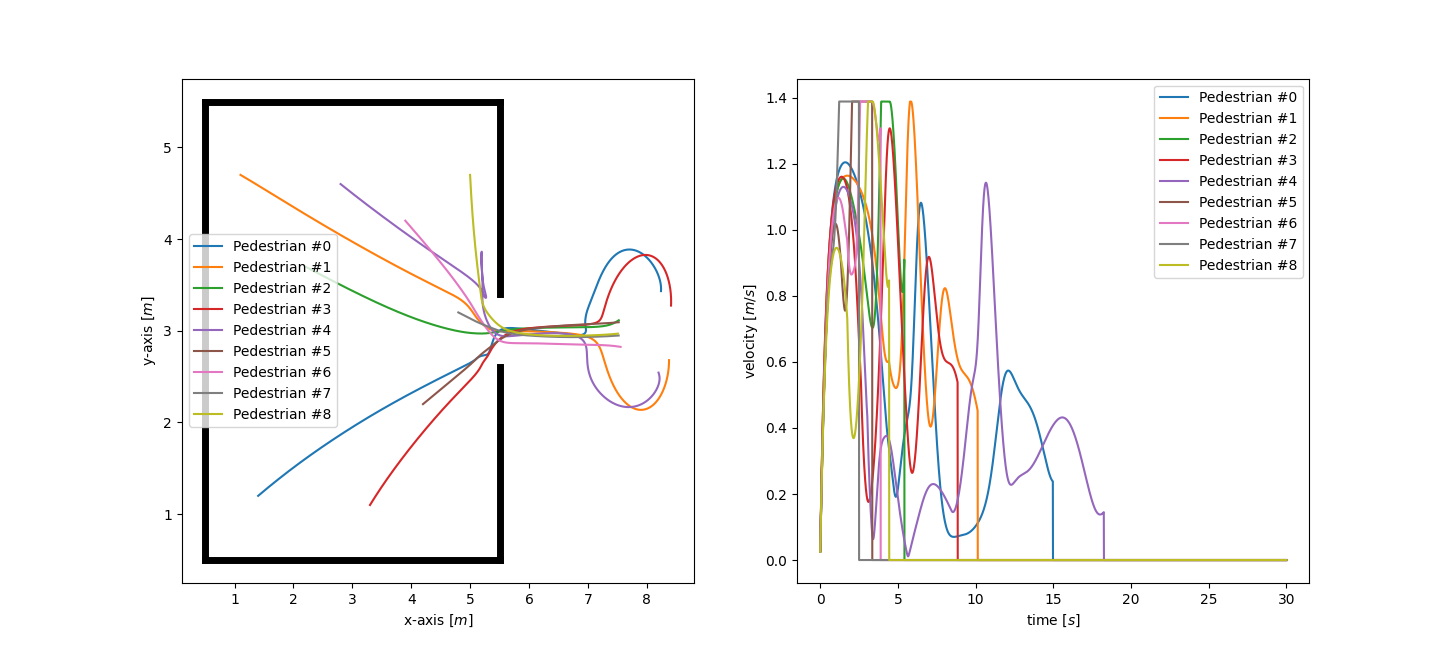 5
4
3
2
1
y-axis [m]
Pedestrian #0
Pedestrian #1
Pedestrian #2
Pedestrian #3
Pedestrian #4
Pedestrian #5
Pedestrian #6
Pedestrian #7
Pedestrian #8
1 2 3 4 5 6 7 8
x-axis [m]
1.4
1.2
1.0
0.8
0.6
0.4
0.2
0.0
velocity [m/s]
Pedestrian #0
Pedestrian #1
Pedestrian #2
Pedestrian #3
Pedestrian #4
Pedestrian #5
Pedestrian #6
Pedestrian #7
Pedestrian #8
0 5 10 15 20 25 30
time [s]